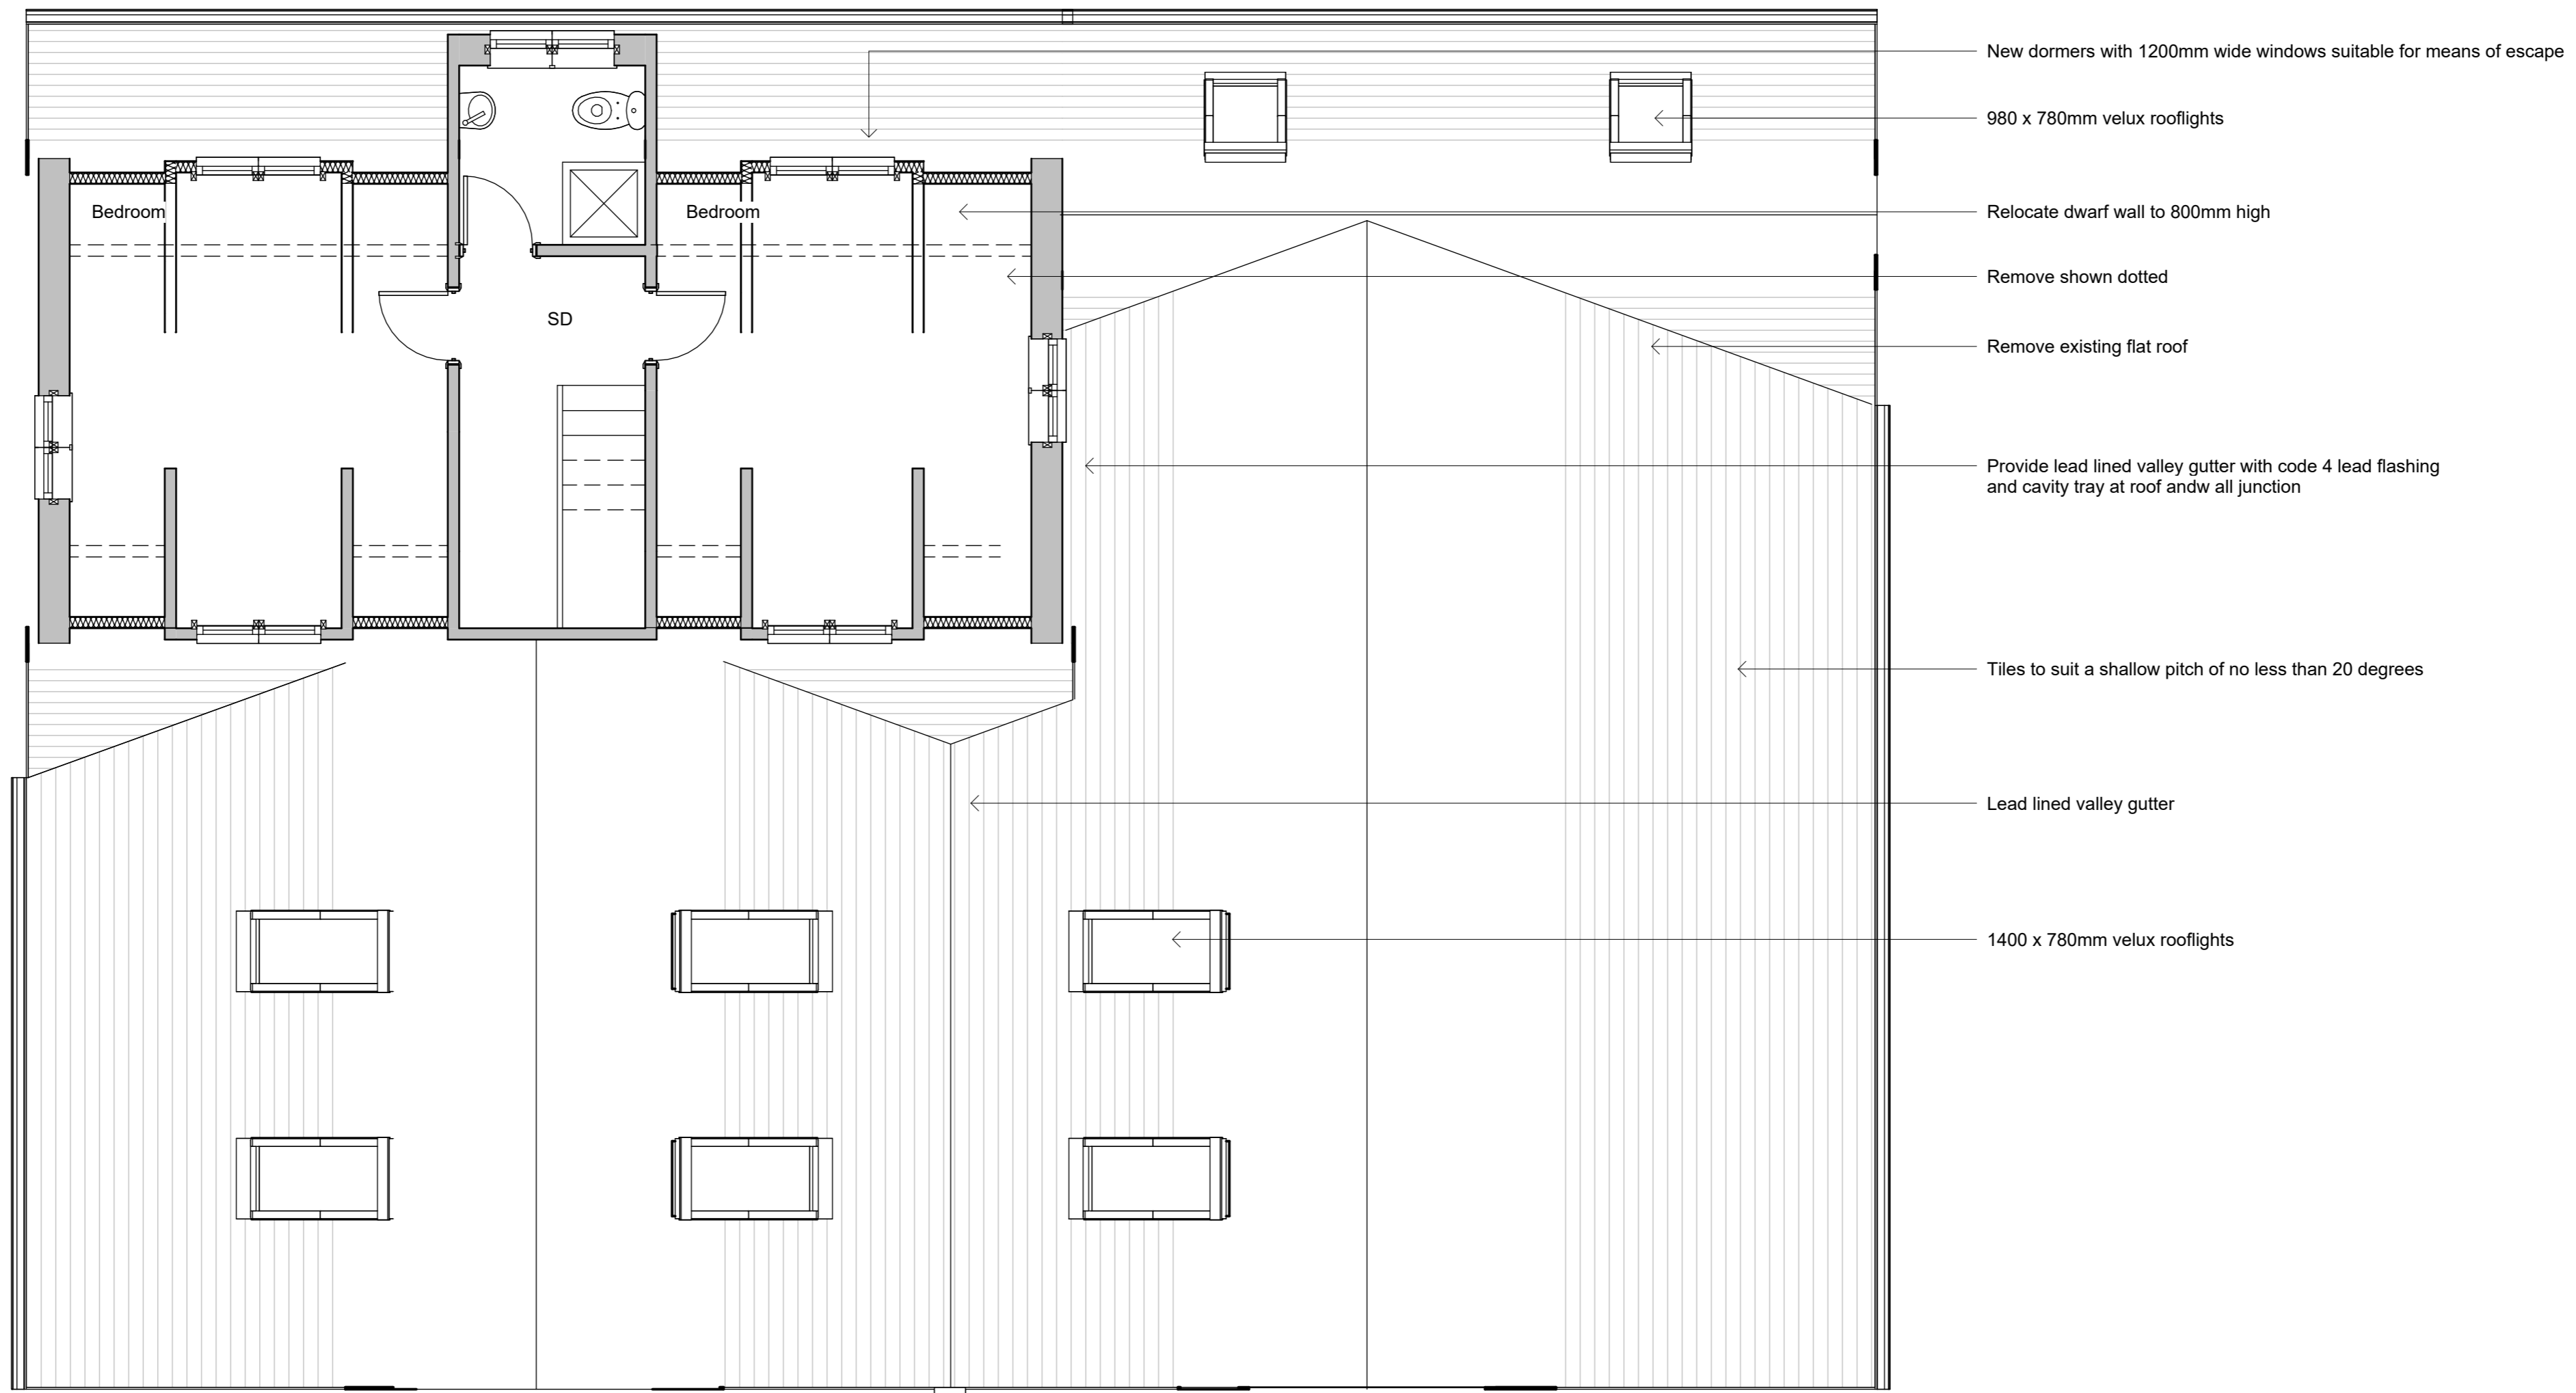 New dormers with 1200mm wide windows suitable for means of escape
980 x 780mm velux rooflights
Bedroom
Bedroom
Relocate dwarf wall to 800mm high
Remove shown dotted
SD
Remove existing flat roof
Provide lead lined valley gutter with code 4 lead flashing
and cavity tray at roof andw all junction
Tiles to suit a shallow pitch of no less than 20 degrees
Lead lined valley gutter
1400 x 780mm velux rooflights